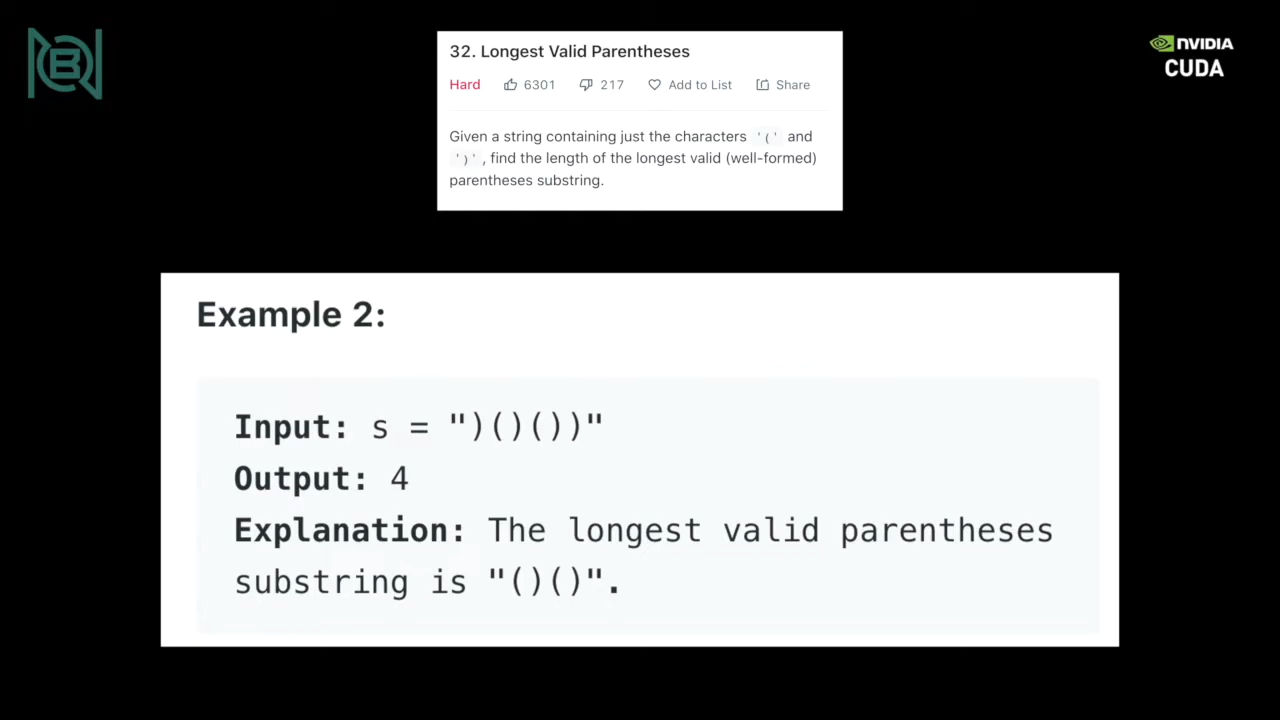 32. Longest Valid Parentheses
Hard 6301 217 Add to List Share
Given a string containing just the characters '(' and
')', find the length of the longest valid (well-formed)
parentheses substring.
NVIDIA
CUDA
Example 2:
Input: s = ")()())"
Output: 4
Explanation: The longest valid parentheses
substring is "()()".